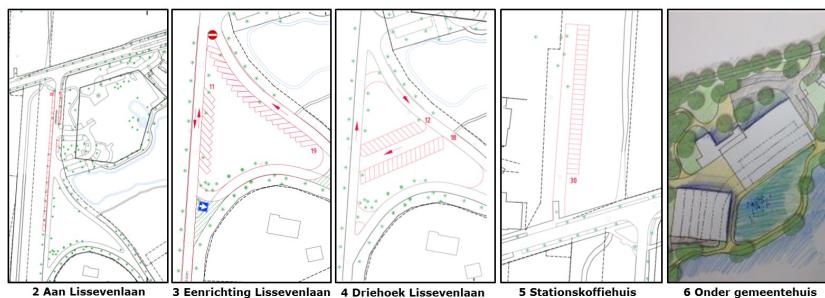 11
19
12
18
30
2 Aan Lissevenlaan
3 Eenrichting Lissevenlaan
4 Driehoek Lissevenlaan
5 Stationskoffiehuis
6 Onder gemeentehuis